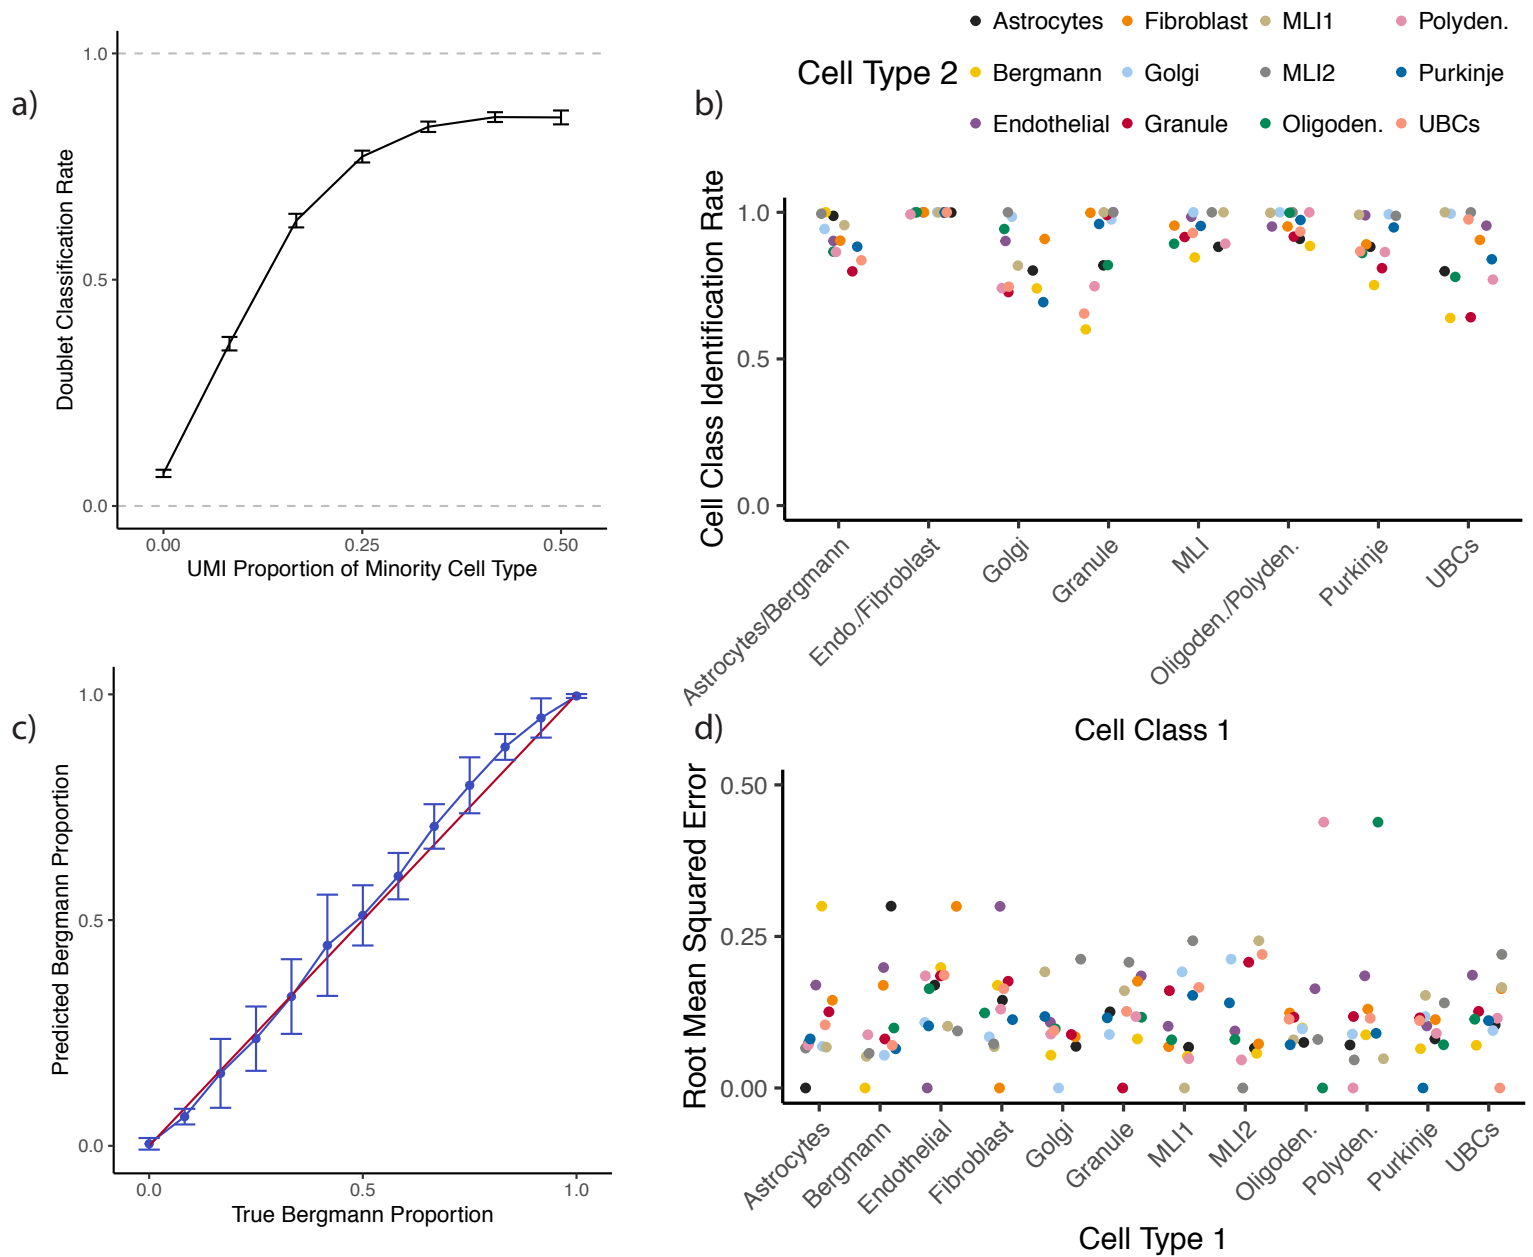 a)
1.0
0.5
0.0
Doublet Classification Rate
0.00 0.25 0.50
UMI Proportion of Minority Cell Type
b)
Cell Type 2
Astrocytes Fibroblast MLI1 Polyden.
Bergmann Golgi MLI2 Purkinje
Endothelial Granule Oligoden. UBCs
1.0
0.5
0.0
Cell Class Identification Rate
Astrocytes/Bergmann Endo./Fibroblast Golgi Granule MLI Oligoden./Polyden. Purkinje UBCs
Cell Class 1
c)
1.0
0.5
0.0
Predicted Bergmann Proportion
0.0 0.5 1.0
True Bergmann Proportion
d)
0.50
0.25
0.00
Root Mean Squared Error
Astrocytes Bergmann Endothelial Fibroblast Golgi Granule MLI1 MLI2 Oligoden. Polyden. Purkinje UBCs
Cell Type 1